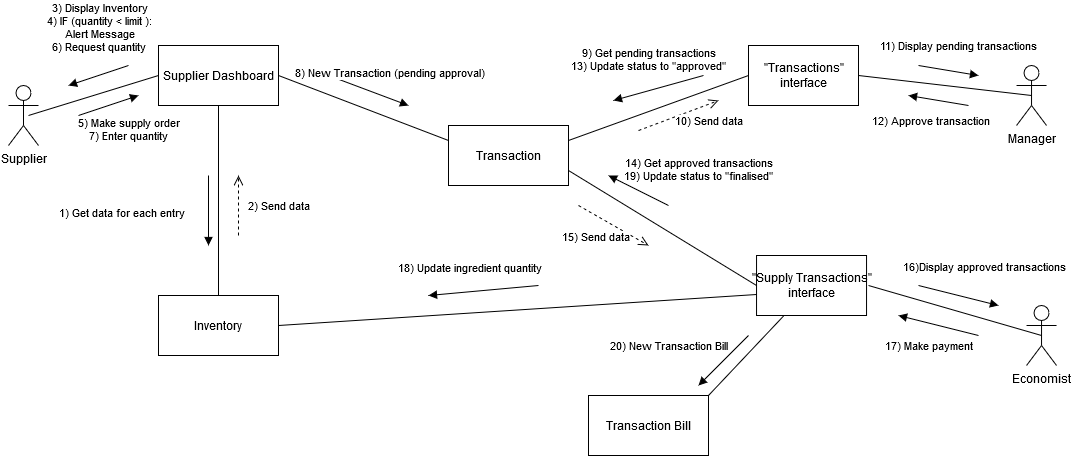 3) Display Inventory
4) IF (quantity < limit ):
Alert Message
6) Request quantity
Supplier Dashboard
Supplier
5) Make supply order
7) Enter quantity
8) New Transaction (pending approval)
9) Get pending transactions
13) Update status to "approved"
"Transactions"
interface
11) Display pending transactions
10) Send data
12) Approve transaction
Manager
Transaction
14) Get approved transactions
19) Update status to "finalised"
1) Get data for each entry
2) Send data
15) Send data
18) Update ingredient quantity
"Supply Transactions"
interface
16)Display approved transactions
17) Make payment
Economist
Inventory
20) New Transaction Bill
Transaction Bill